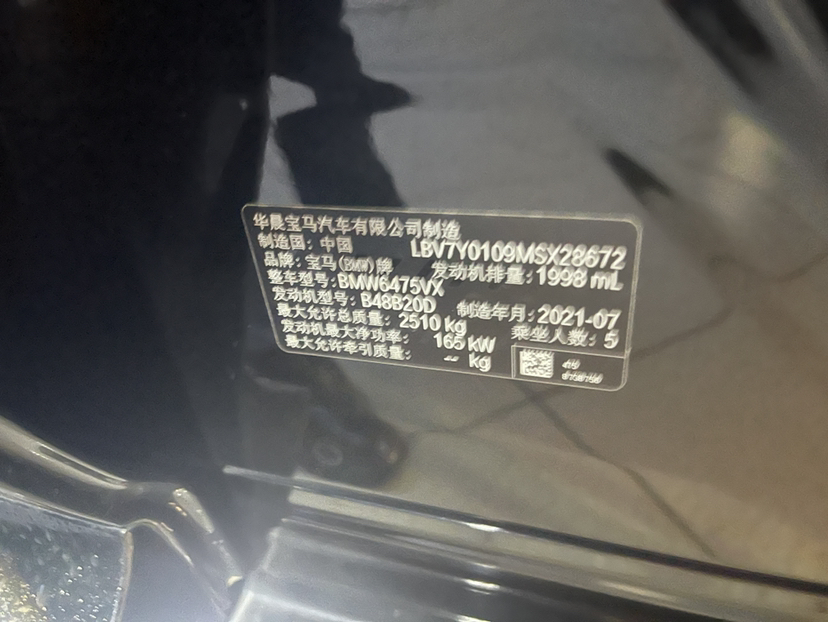 华晨宝马汽车有限公司制造
制造国：中国 LBV7Y0109MSX28672
品牌：宝马(BMW)牌 发动机排量：1998 mL
整车型号：BMW6475VX
发动机型号：B48B20D 制造年月：2021-07
最大允许总质量：2510 kg 乘坐人数：5
发动机最大净功率：165 kW
最大允许牵引质量：-- kg